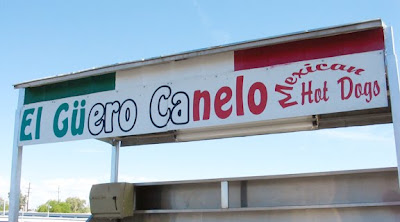 El Güero Canelo
Mexican
Hot Dogs